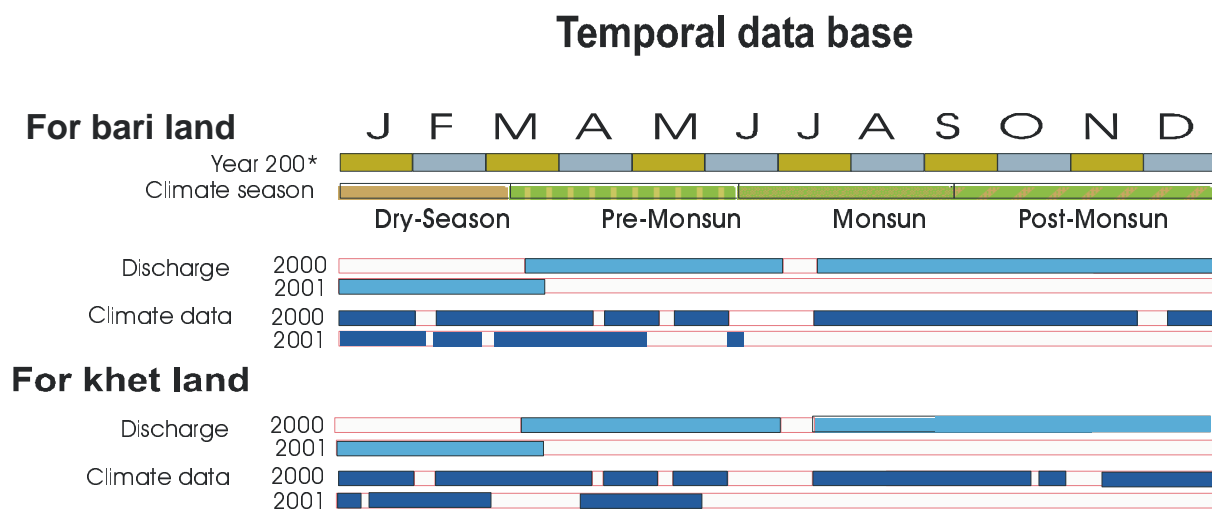 Temporal data base
For bari land J F M A M J J A S O N D
Year 200*
Climate season
Dry-Season Pre-Monsun Monsun Post-Monsun
Discharge 2000
2001
Climate data 2000
2001
For khet land
Discharge 2000
2001
Climate data 2000
2001